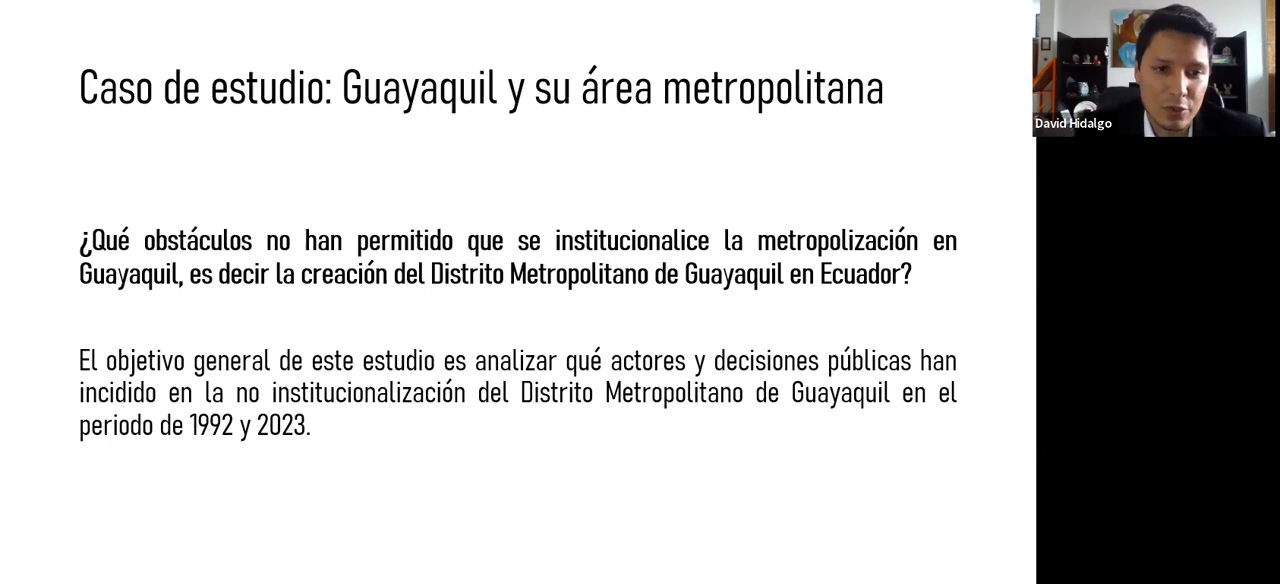 Caso de estudio: Guayaquil y su área metropolitana
David Hidalgo
¿Qué obstáculos no han permitido que se institucionalice la metropolización en
Guayaquil, es decir la creación del Distrito Metropolitano de Guayaquil en Ecuador?
El objetivo general de este estudio es analizar qué actores y decisiones públicas han
incidido en la no institucionalización del Distrito Metropolitano de Guayaquil en el
periodo de 1992 y 2023.